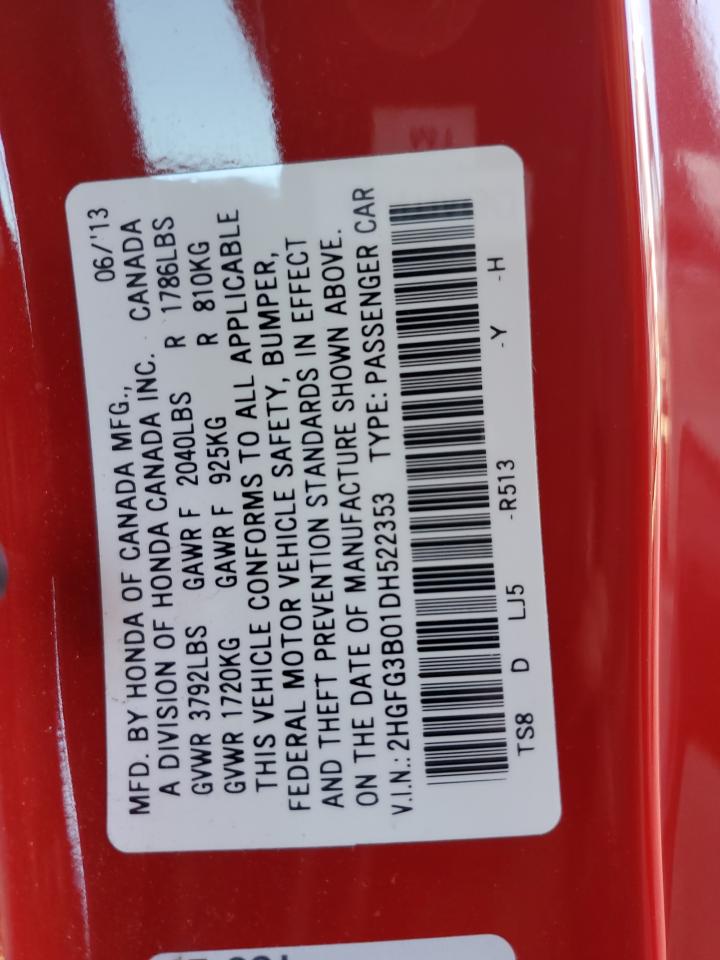 MFD. BY HONDA OF CANADA MFG., 06/'13
A DIVISION OF HONDA CANADA INC. CANADA
GVWR 3792LBS GAWR F 2040LBS R 1786LBS
GVWR 1720KG GAWR F 925KG R 810KG
THIS VEHICLE CONFORMS TO ALL APPLICABLE
FEDERAL MOTOR VEHICLE SAFETY, BUMPER,
AND THEFT PREVENTION STANDARDS IN EFFECT
ON THE DATE OF MANUFACTURE SHOWN ABOVE.
V.I.N.: 2HGFG3B01DH522353 TYPE: PASSENGER CAR
TS8 D LJ5 -R513 -Y -H